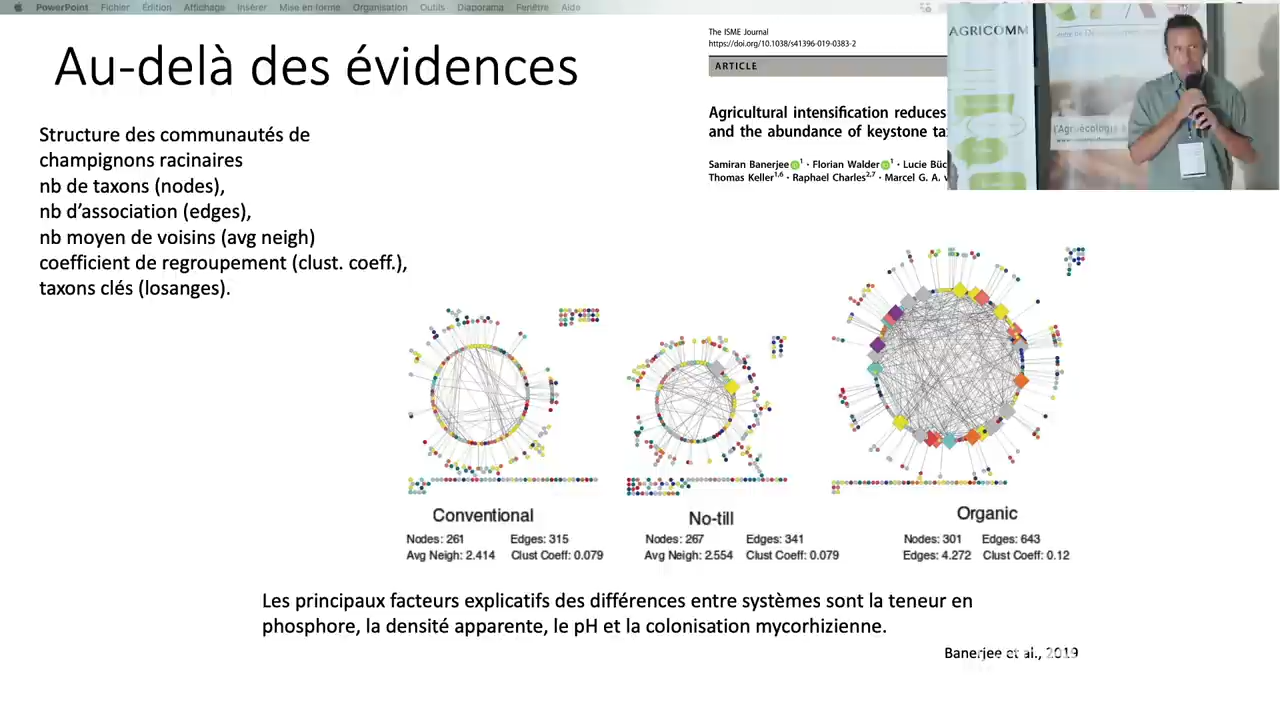 PowerPoint Fichier Édition Affichage Insérer Mise en forme Organisation Outils Diaporama Fenêtre Aide
Au-delà des évidences
The ISME Journal
https://doi.org/10.1038/s41396-019-0383-2
ARTICLE
Agricultural intensification reduces
and the abundance of keystone
Samiran Banerjee 1 · Florian Walder 1 · Lucie
Thomas Keller1,6 · Raphael Charles2,7 · Marcel G. A.
AGRICOMM
l'Agroécologie
Structure des communautés de
champignons racinaires
nb de taxons (nodes),
nb d'association (edges),
nb moyen de voisins (avg neigh)
coefficient de regroupement (clust. coeff.),
taxons clés (losanges).
Conventional
Nodes: 261 Edges: 315
Avg Neigh: 2.414 Clust Coeff: 0.079
No-till
Nodes: 267 Edges: 341
Avg Neigh: 2.554 Clust Coeff: 0.079
Organic
Nodes: 301 Edges: 643
Edges: 4.272 Clust Coeff: 0.12
Les principaux facteurs explicatifs des différences entre systèmes sont la teneur en
phosphore, la densité apparente, le pH et la colonisation mycorhizienne.
Banerjee et al., 2019